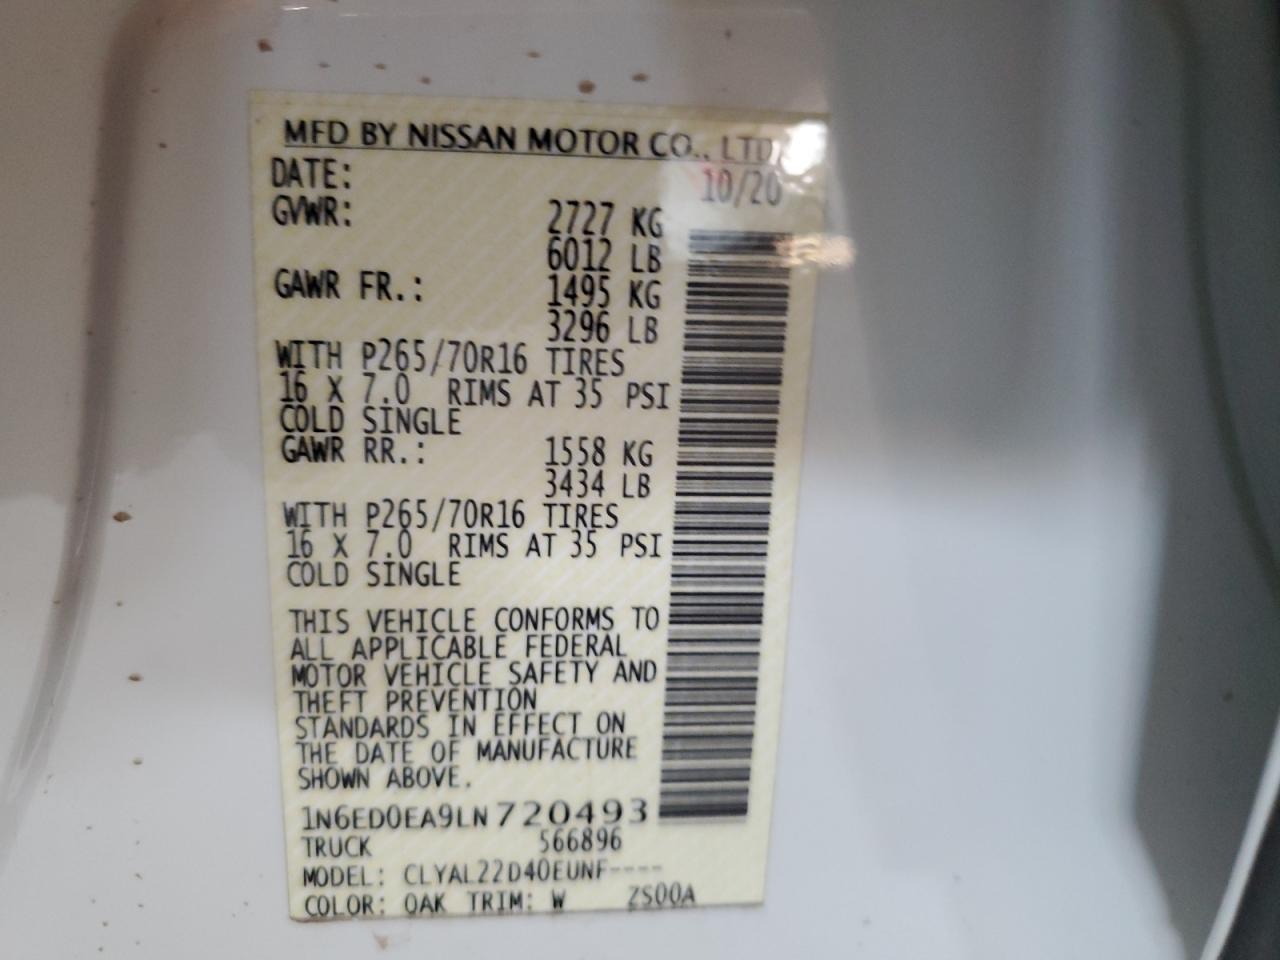 MFD BY NISSAN MOTOR CO., LTD.
DATE: 10/20
GVWR: 2727 KG
6012 LB
GAWR FR.: 1495 KG
3296 LB
WITH P265/70R16 TIRES
16 X 7.0 RIMS AT 35 PSI
COLD SINGLE
GAWR RR.: 1558 KG
3434 LB
WITH P265/70R16 TIRES
16 X 7.0 RIMS AT 35 PSI
COLD SINGLE
THIS VEHICLE CONFORMS TO
ALL APPLICABLE FEDERAL
MOTOR VEHICLE SAFETY AND
THEFT PREVENTION
STANDARDS IN EFFECT ON
THE DATE OF MANUFACTURE
SHOWN ABOVE.
1N6ED0EA9LN720493
TRUCK 566896
MODEL: CLYAL22D40EUNF----
COLOR: QAK TRIM: W ZS00A